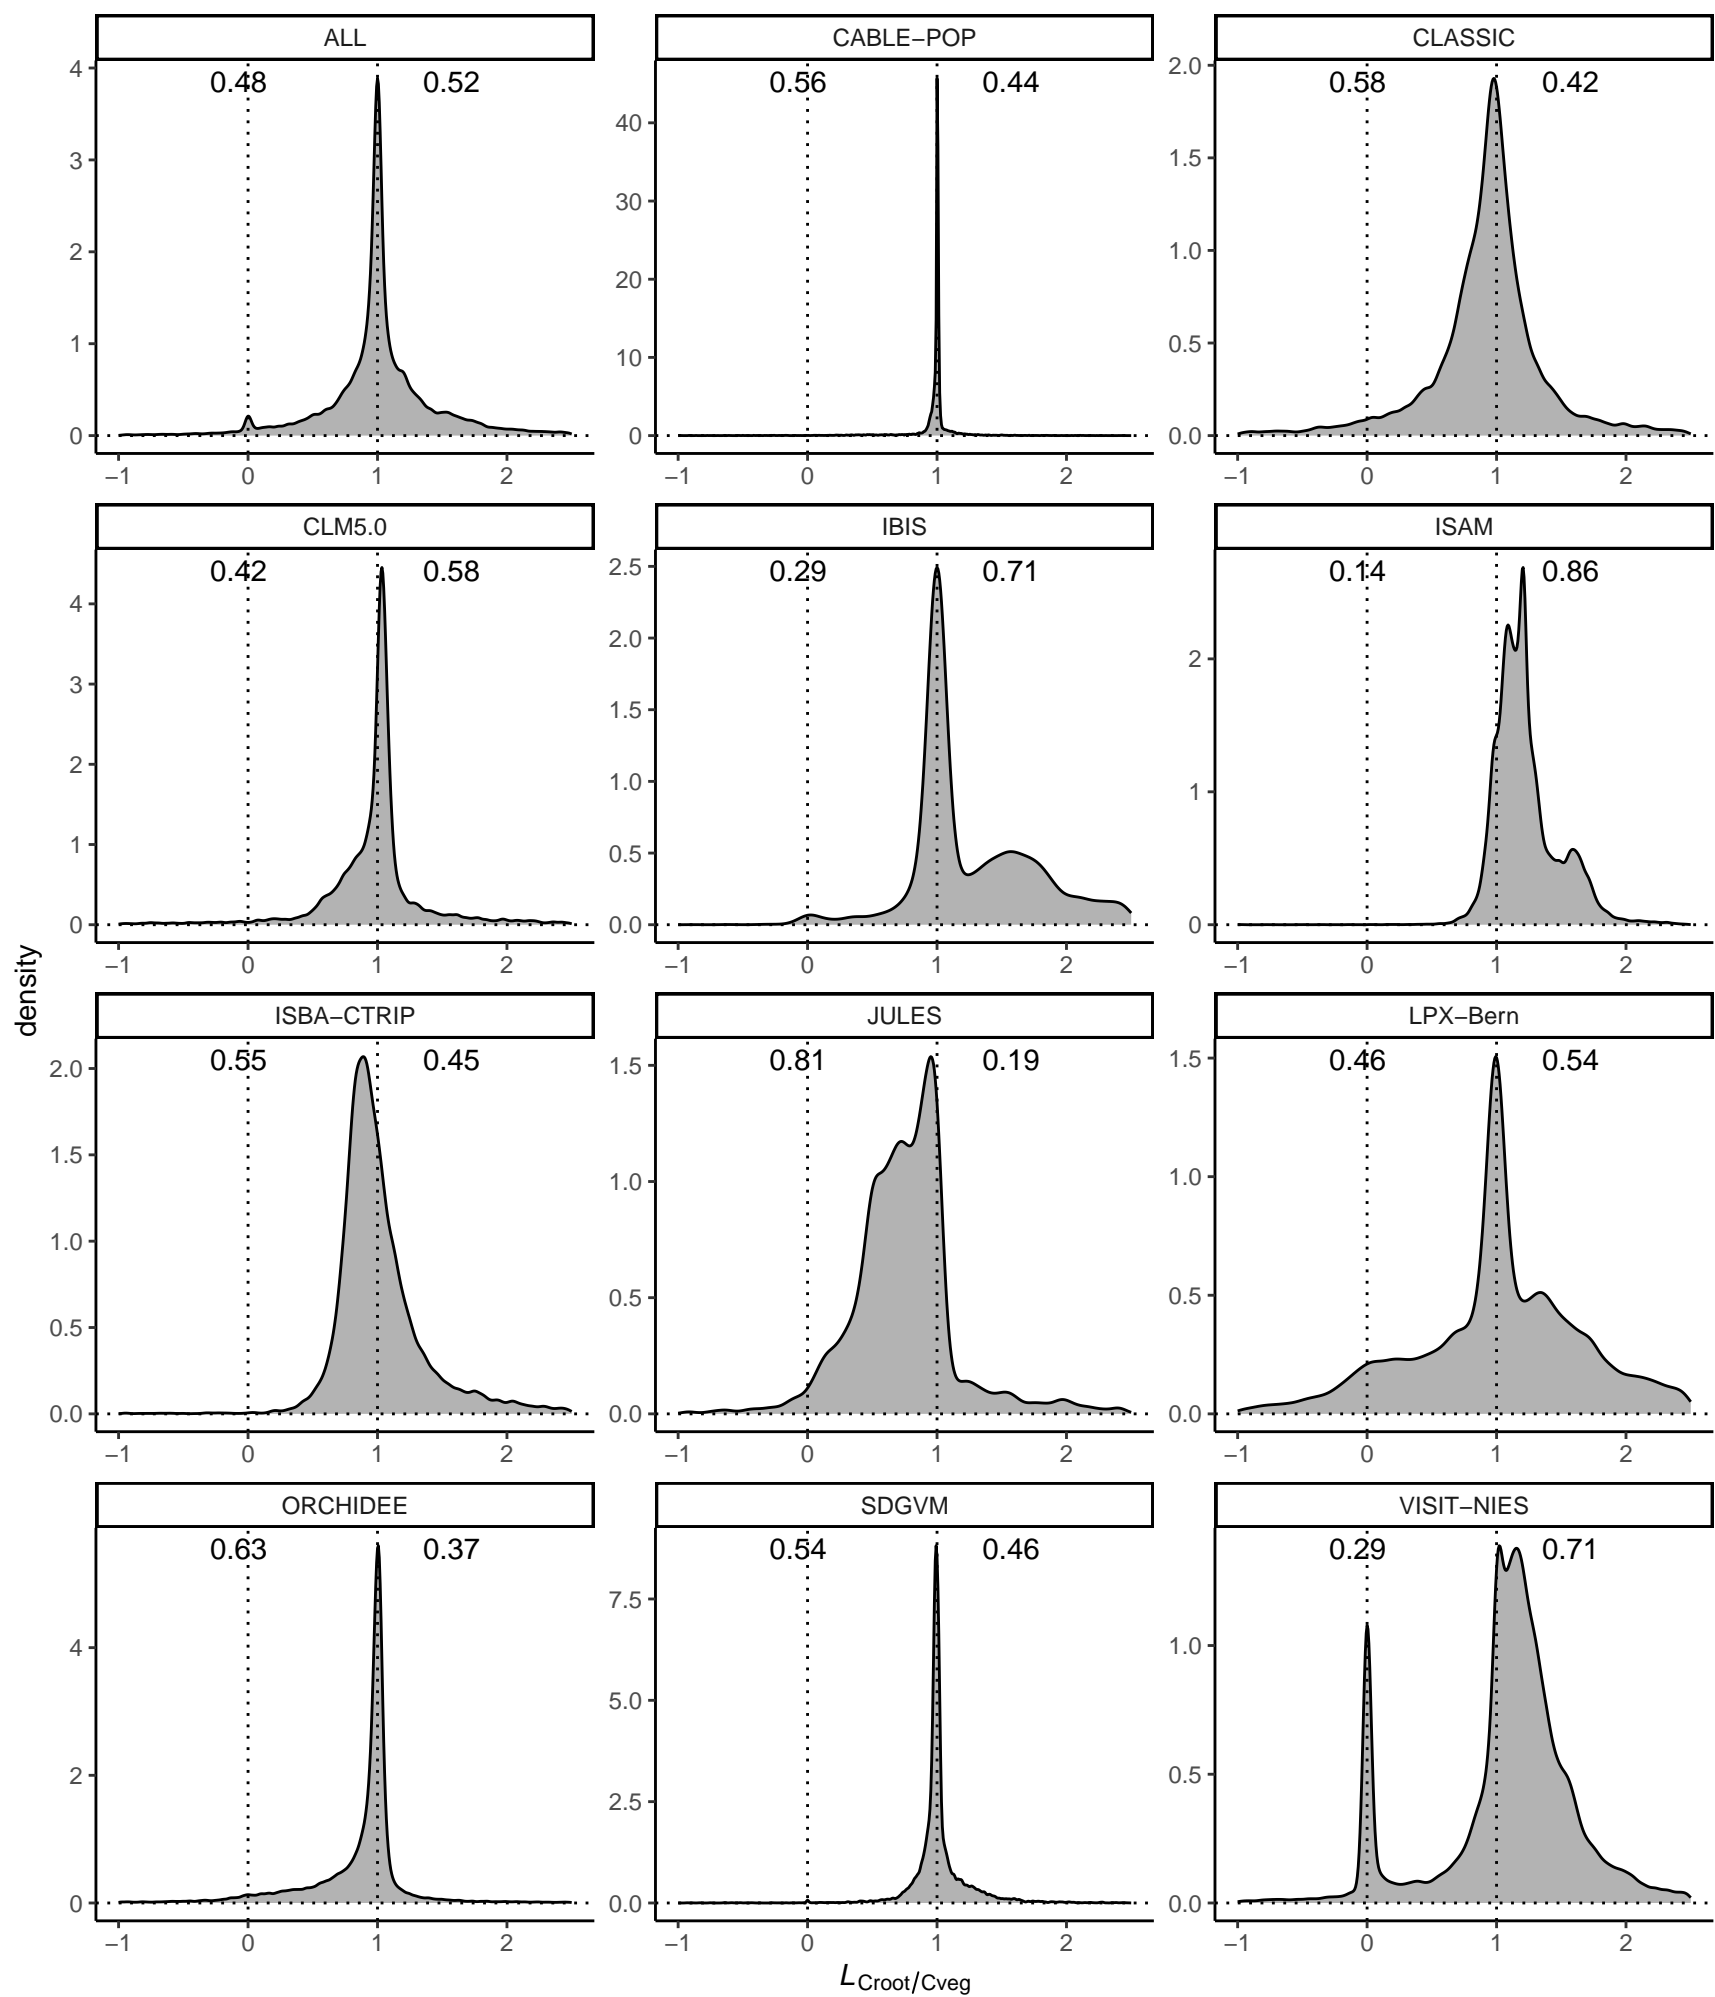 ALL
0.48 0.52
4
3
2
1
0
−1 0 1 2
CABLE−POP
0.56 0.44
40
30
20
10
0
−1 0 1 2
CLASSIC
0.58 0.42
2.0
1.5
1.0
0.5
0.0
−1 0 1 2
CLM5.0
0.42 0.58
4
3
2
1
0
−1 0 1 2
IBIS
0.29 0.71
2.5
2.0
1.5
1.0
0.5
0.0
−1 0 1 2
ISAM
0.14 0.86
2
1
0
−1 0 1 2
density
ISBA−CTRIP
0.55 0.45
2.0
1.5
1.0
0.5
0.0
−1 0 1 2
JULES
0.81 0.19
1.5
1.0
0.5
0.0
−1 0 1 2
LPX−Bern
0.46 0.54
1.5
1.0
0.5
0.0
−1 0 1 2
ORCHIDEE
0.63 0.37
4
2
0
−1 0 1 2
SDGVM
0.54 0.46
7.5
5.0
2.5
0.0
−1 0 1 2
VISIT−NIES
0.29 0.71
1.0
0.5
0.0
−1 0 1 2
L Croot/Cveg